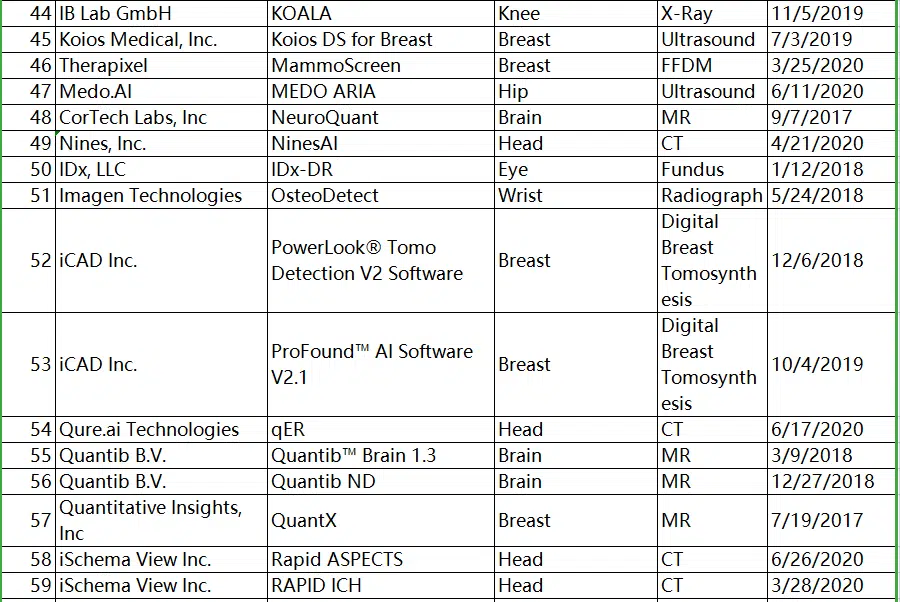 44 IB Lab GmbH KOALA Knee X-Ray 11/5/2019
45 Koios Medical, Inc. Koios DS for Breast Breast Ultrasound 7/3/2019
46 Therapixel MammoScreen Breast FFDM 3/25/2020
47 Medo.AI MEDO ARIA Hip Ultrasound 6/11/2020
48 CorTech Labs, Inc NeuroQuant Brain MR 9/7/2017
49 Nines, Inc. NinesAI Head CT 4/21/2020
50 IDx, LLC IDx-DR Eye Fundus 1/12/2018
51 Imagen Technologies OsteoDetect Wrist Radiograph 5/24/2018
52 iCAD Inc. PowerLook® Tomo
Detection V2 Software Breast Digital
Breast
Tomosynth
esis 12/6/2018
53 iCAD Inc. ProFound™ AI Software
V2.1 Breast Digital
Breast
Tomosynth
esis 10/4/2019
54 Qure.ai Technologies qER Head CT 6/17/2020
55 Quantib B.V. Quantib™ Brain 1.3 Brain MR 3/9/2018
56 Quantib B.V. Quantib ND Brain MR 12/27/2018
57 Quantitative Insights,
Inc QuantX Breast MR 7/19/2017
58 iSchema View Inc. Rapid ASPECTS Head CT 6/26/2020
59 iSchema View Inc. RAPID ICH Head CT 3/28/2020